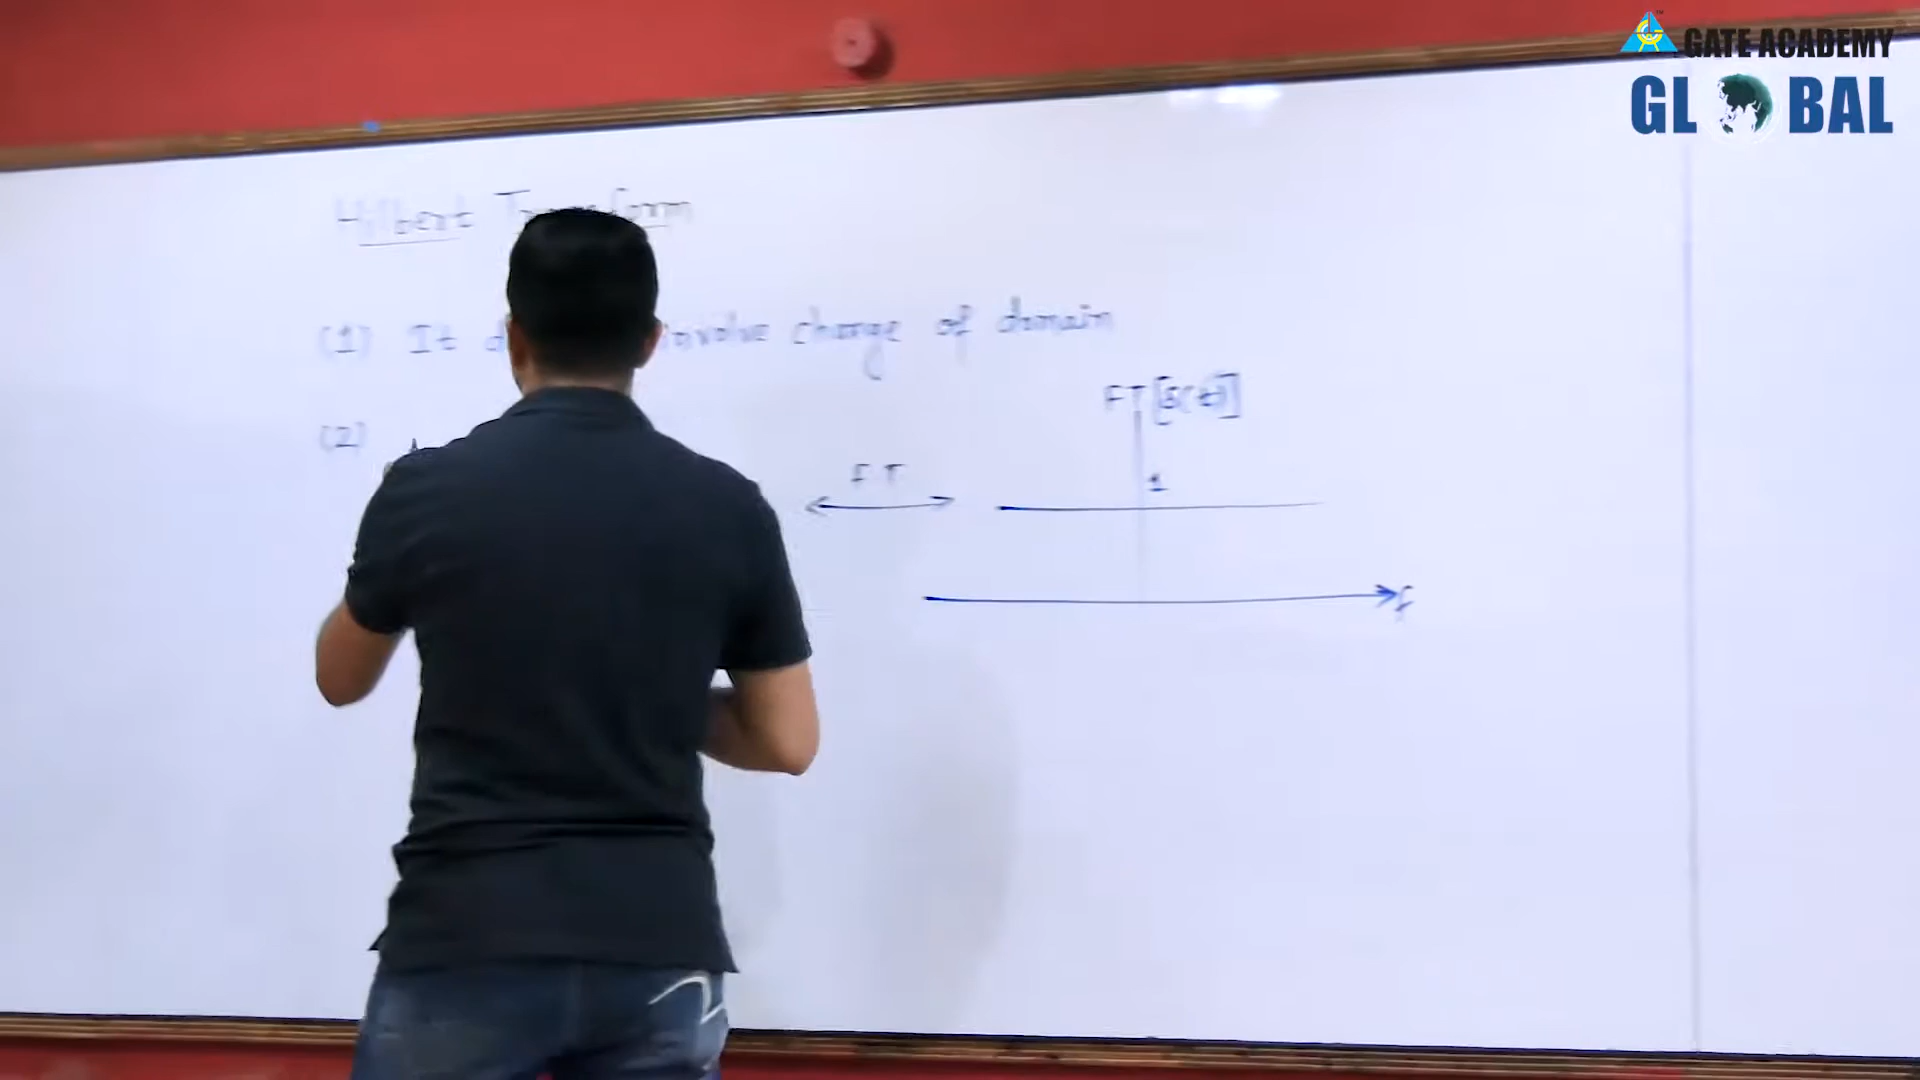 GATE ACADEMY
GLOBAL
Hilbert Transform
(1) It involve change of domain
FT[δ(t)]
(2)
FT
1
f